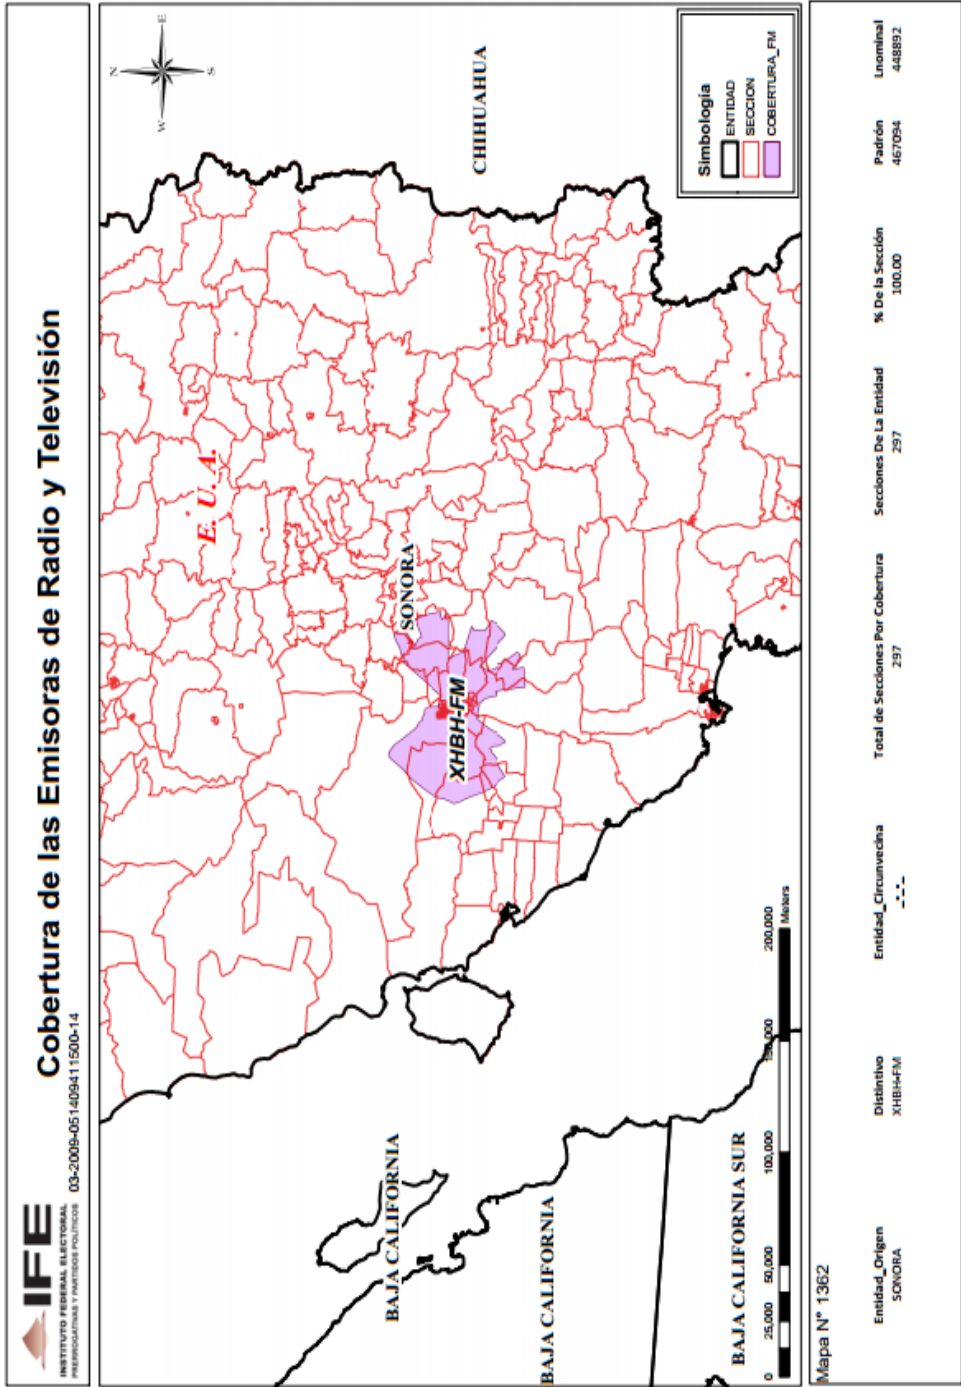 IFE
INSTITUTO FEDERAL ELECTORAL
PRERROGATIVAS Y PARTIDOS POLÍTICOS
Cobertura de las Emisoras de Radio y Televisión
03-2009-051409411500-14
N
W
E
S
E. U. A.
SONORA
CHIHUAHUA
XHBH-FM
BAJA CALIFORNIA
BAJA CALIFORNIA
BAJA CALIFORNIA SUR
Simbología
ENTIDAD
SECCION
COBERTURA_FM
0 25,000 50,000 100,000 150,000 200,000
Meters
Mapa N° 1362
Entidad_Origen Distintivo Entidad_Circunvecina Total de Secciones Por Cobertura Secciones De La Entidad % De la Sección Padrón Lnominal
SONORA XHBH-FM -.-.- 297 297 100.00 467094 448892